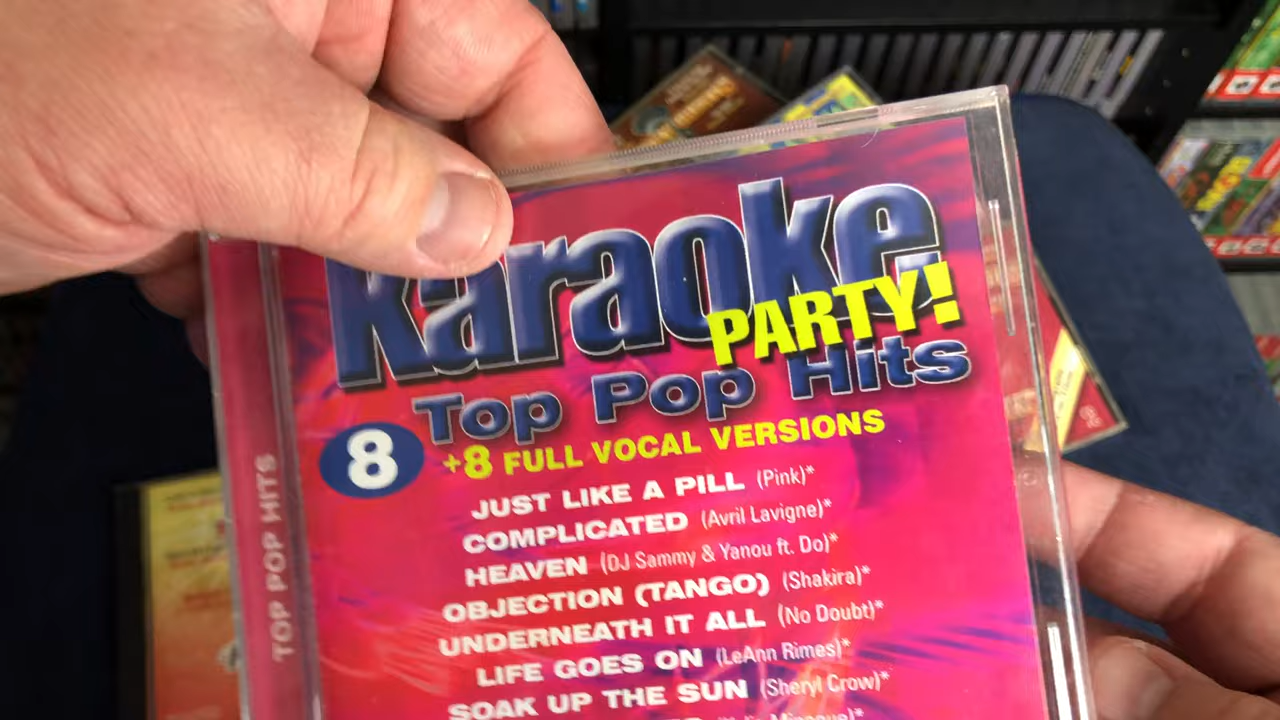 Karaoke
PARTY!
Top Pop Hits
8
+8 FULL VOCAL VERSIONS
JUST LIKE A PILL (Pink)*
COMPLICATED (Avril Lavigne)*
HEAVEN (DJ Sammy & Yanou ft. Do)*
OBJECTION (TANGO) (Shakira)*
UNDERNEATH IT ALL (No Doubt)*
LIFE GOES ON (LeAnn Rimes)*
SOAK UP THE SUN (Sheryl Crow)*
TOP POP HITS